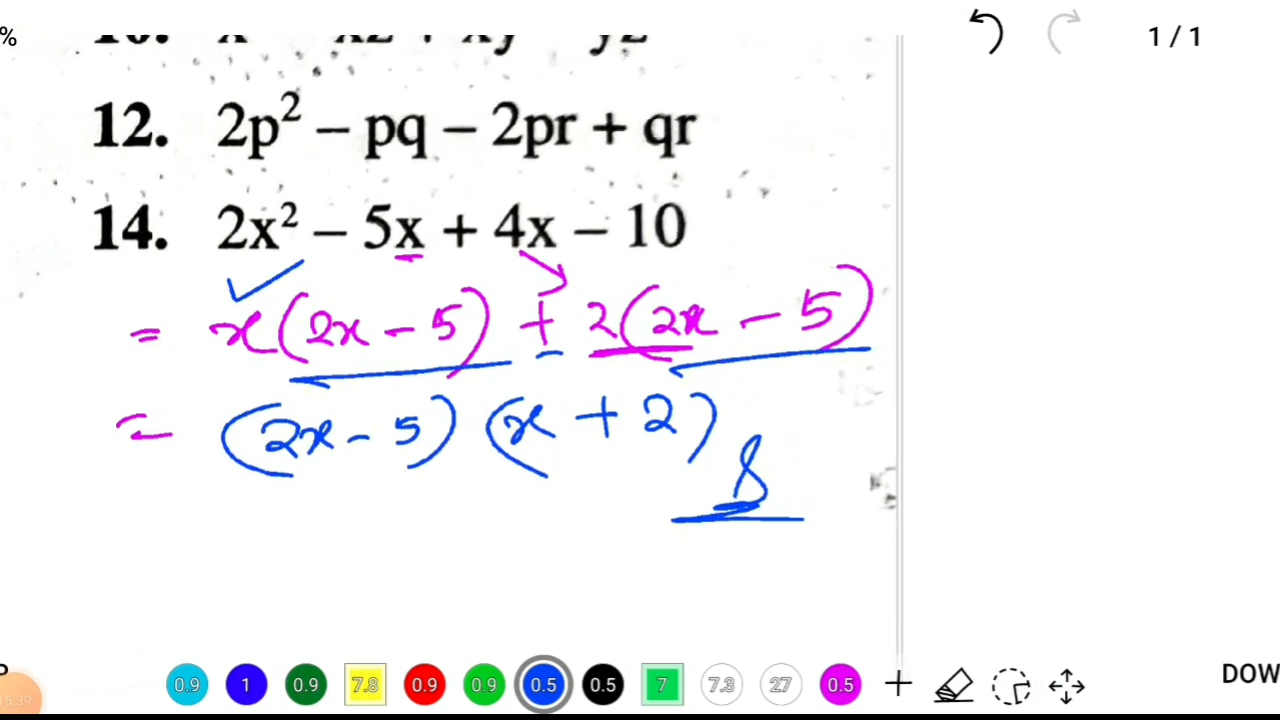 %
1 / 1
12. 2p² – pq – 2pr + qr
14. 2x² – 5x + 4x – 10
= x(2x - 5) + 2(2x - 5)
= (2x - 5) (x + 2)
15:39
0.9 1 0.9 7.8 0.9 0.9 0.5 0.5 7 7.3 27 0.5
DOW